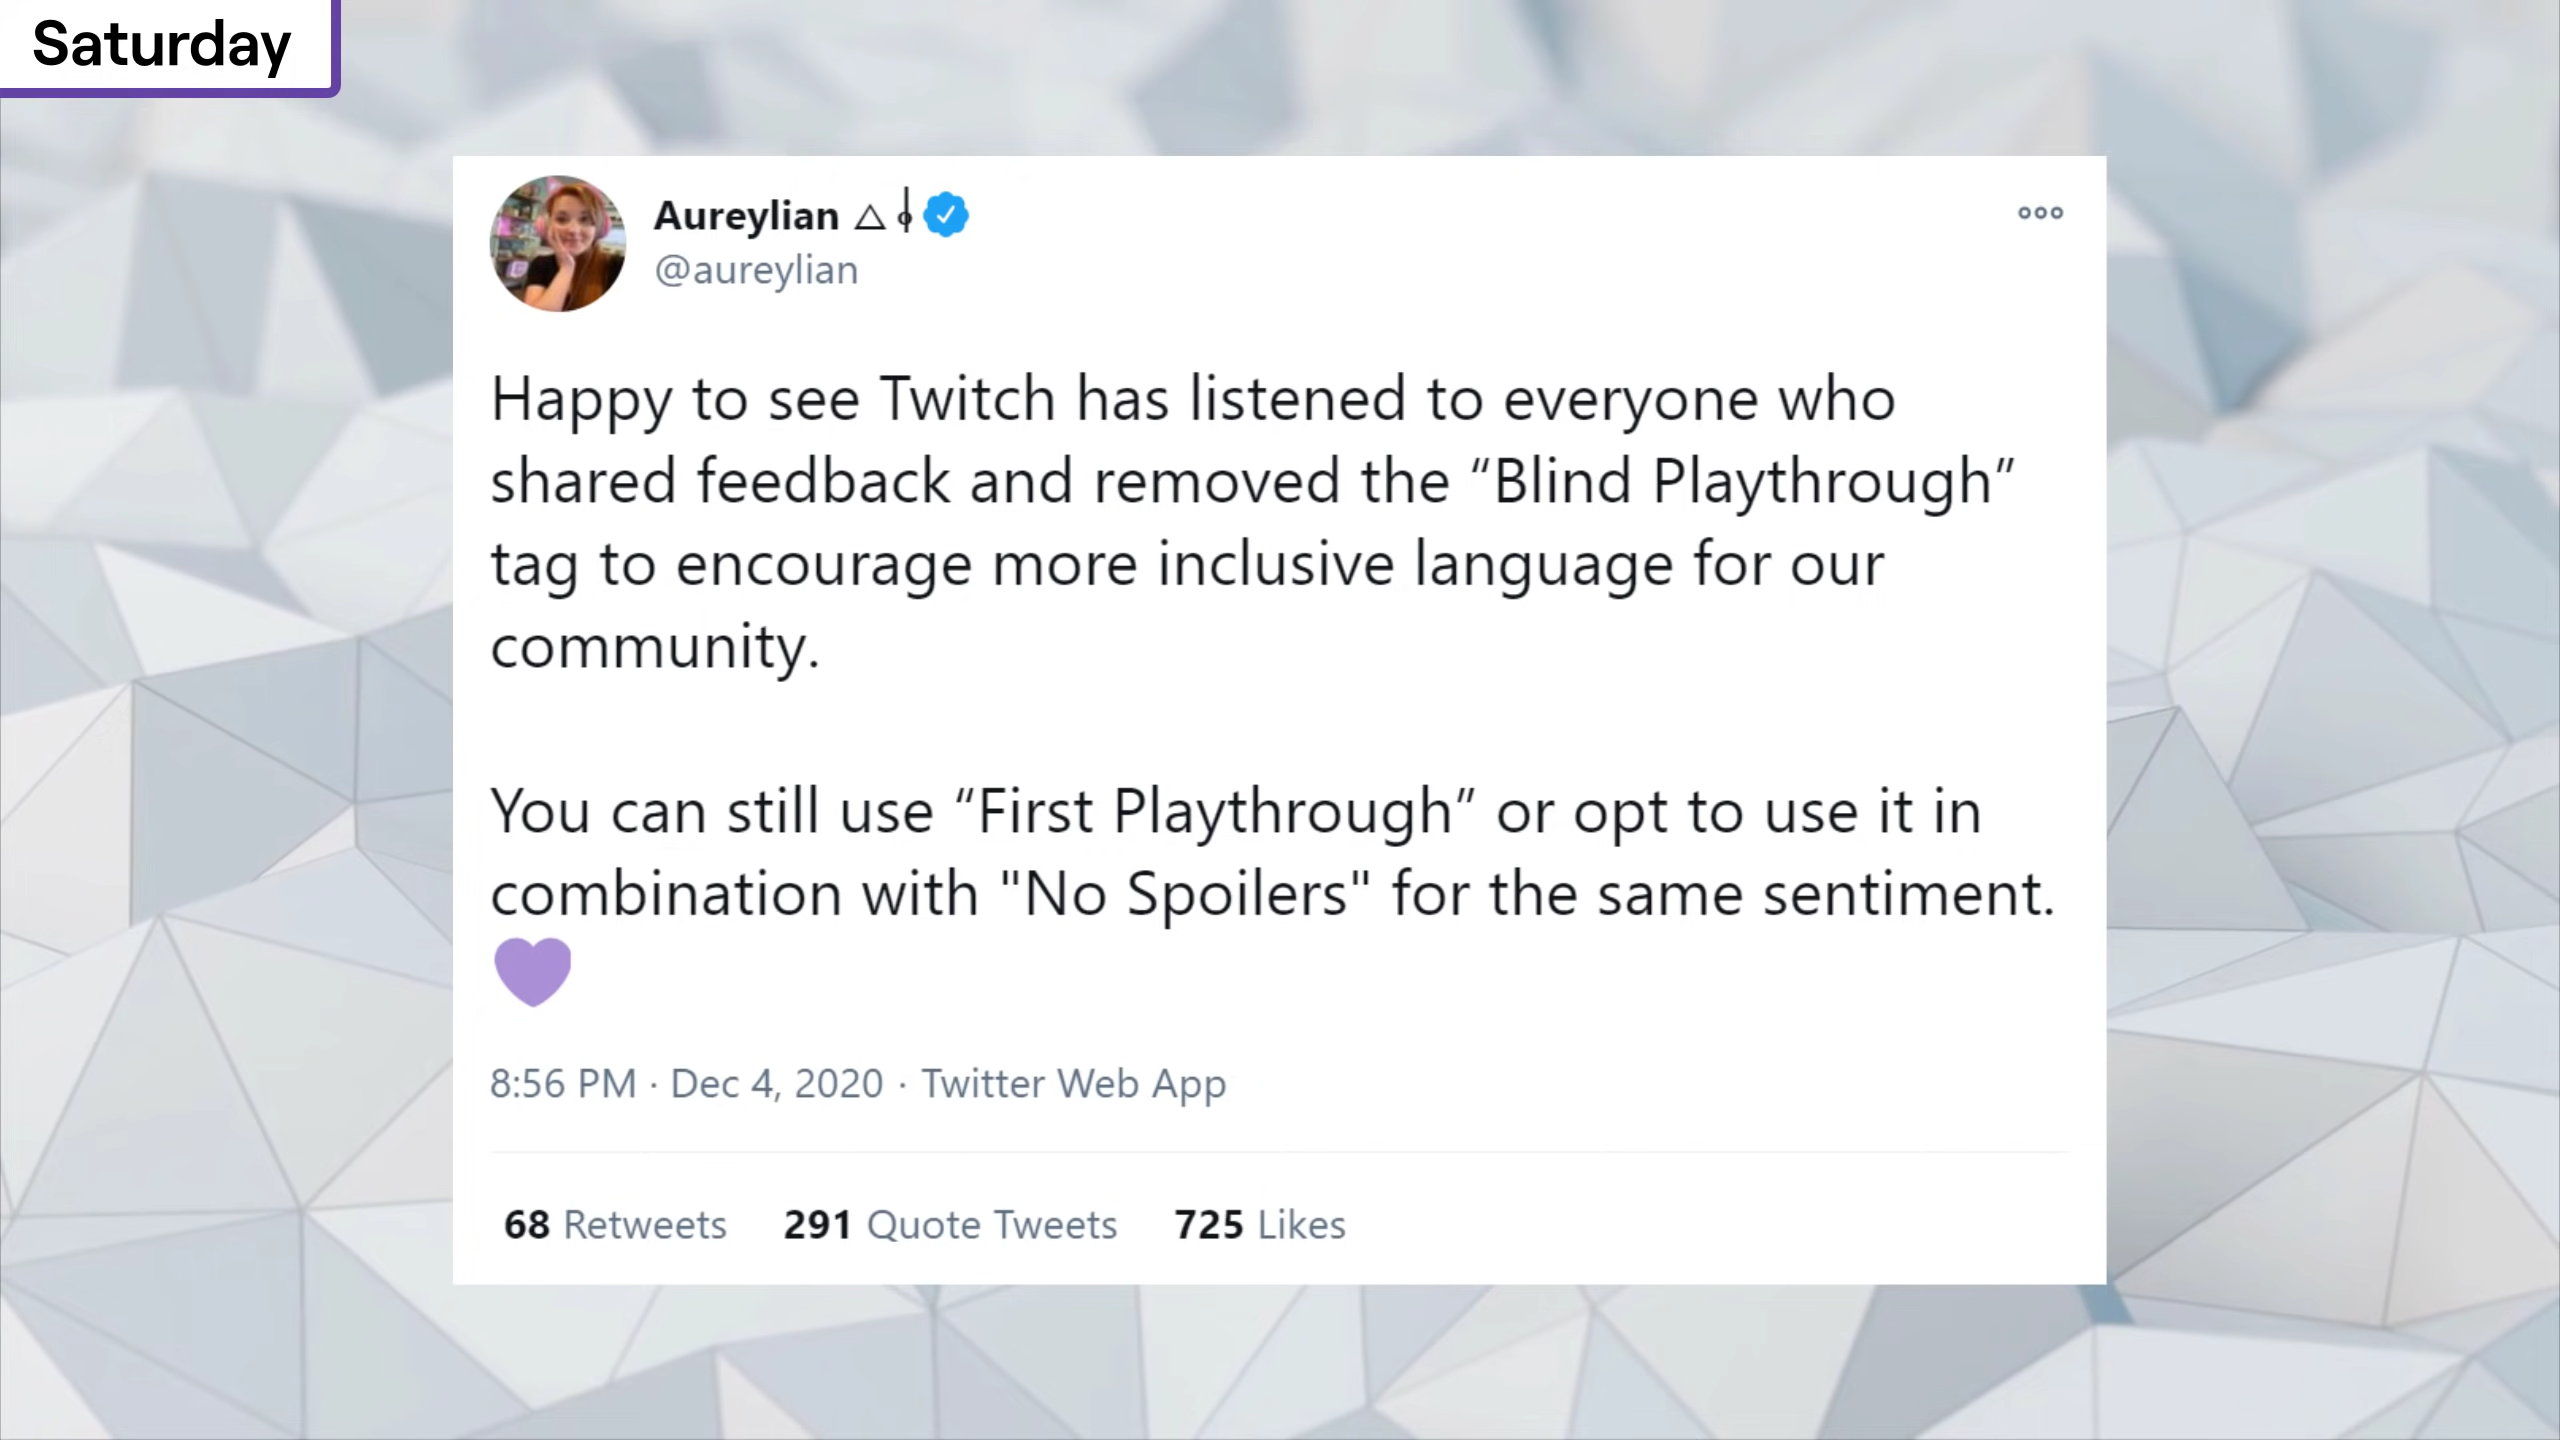 Saturday
Aureylian
@aureylian
Happy to see Twitch has listened to everyone who
shared feedback and removed the “Blind Playthrough”
tag to encourage more inclusive language for our
community.
You can still use “First Playthrough” or opt to use it in
combination with "No Spoilers" for the same sentiment.
💜
8:56 PM · Dec 4, 2020 · Twitter Web App
68 Retweets 291 Quote Tweets 725 Likes